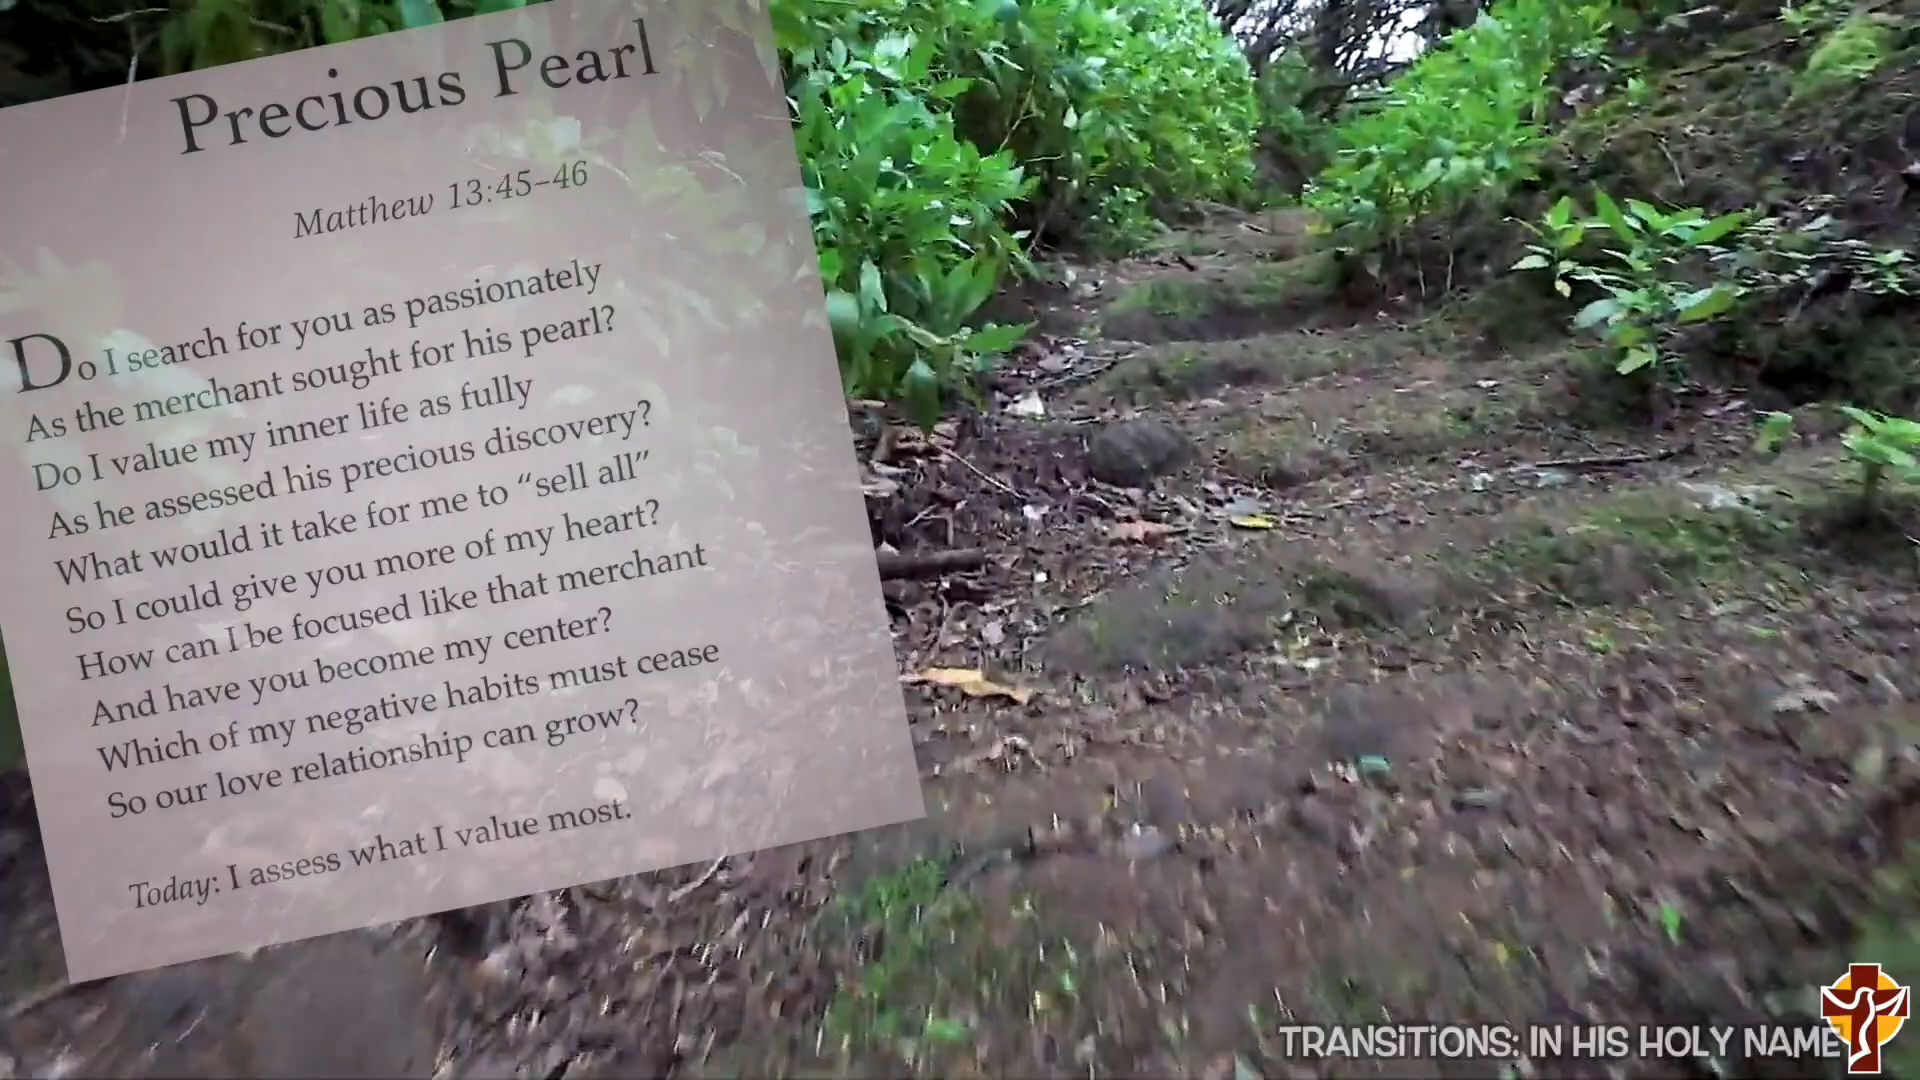 Precious Pearl
Matthew 13:45–46
Do I search for you as passionately
As the merchant sought for his pearl?
Do I value my inner life as fully
As he assessed his precious discovery?
What would it take for me to “sell all”
So I could give you more of my heart?
How can I be focused like that merchant
And have you become my center?
Which of my negative habits must cease
So our love relationship can grow?
Today: I assess what I value most.
TRANSiTiONS: IN HIS HOLY NAME